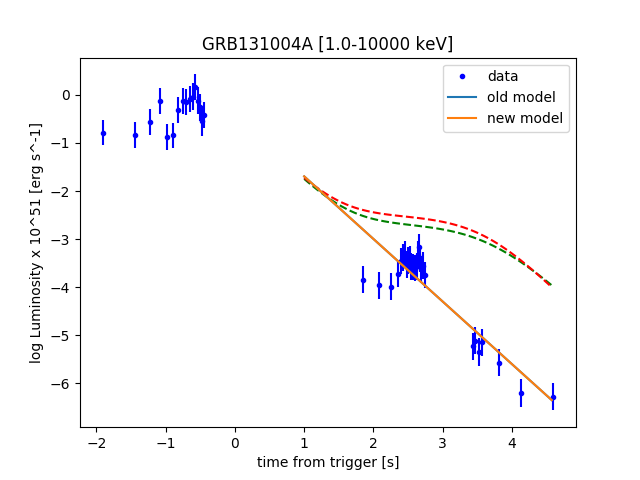 GRB131004A [1.0-10000 keV]
data
old model
new model
log Luminosity x 10^51 [erg s^-1]
0
−1
−2
−3
−4
−5
−6
−2
−1
0
1
2
3
4
time from trigger [s]